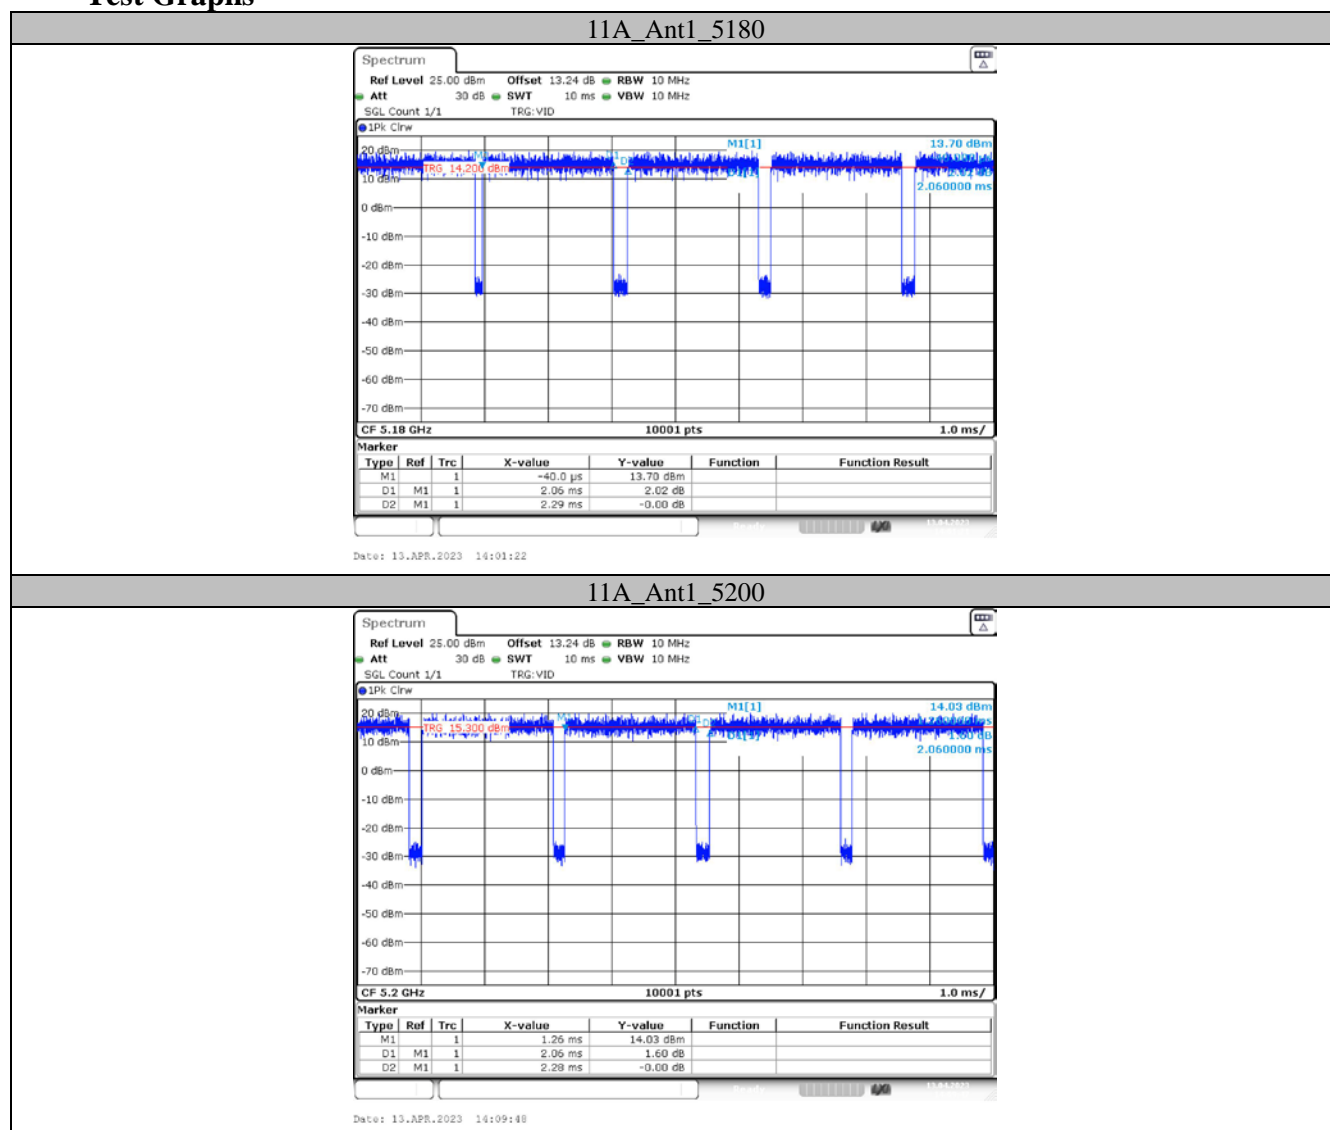 Test Graphs
11A_Ant1_5180
Spectrum
Ref Level 25.00 dBm Offset 13.24 dB RBW 10 MHz
Att 30 dB SWT 10 ms VBW 10 MHz
SGL Count 1/1 TRG:VID
1Pk Clrw
M1[1] 13.70 dBm
20 dBm
TRG 14.200 dBm
10 dBm
2.060000 ms
0 dBm
-10 dBm
-20 dBm
-30 dBm
-40 dBm
-50 dBm
-60 dBm
-70 dBm
CF 5.18 GHz 10001 pts 1.0 ms/
Marker
Type Ref Trc X-value Y-value Function Function Result
M1 1 -40.0 µs 13.70 dBm
D1 M1 1 2.06 ms 2.02 dB
D2 M1 1 2.29 ms -0.00 dB
Date: 13.APR.2023 14:01:22
11A_Ant1_5200
Spectrum
Ref Level 25.00 dBm Offset 13.24 dB RBW 10 MHz
Att 30 dB SWT 10 ms VBW 10 MHz
SGL Count 1/1 TRG:VID
1Pk Clrw
M1[1] 14.03 dBm
20 dBm
TRG 15.300 dBm
D1[1] 1.60 dB
10 dBm
2.060000 ms
0 dBm
-10 dBm
-20 dBm
-30 dBm
-40 dBm
-50 dBm
-60 dBm
-70 dBm
CF 5.2 GHz 10001 pts 1.0 ms/
Marker
Type Ref Trc X-value Y-value Function Function Result
M1 1 1.26 ms 14.03 dBm
D1 M1 1 2.06 ms 1.60 dB
D2 M1 1 2.28 ms -0.00 dB
Date: 13.APR.2023 14:09:48